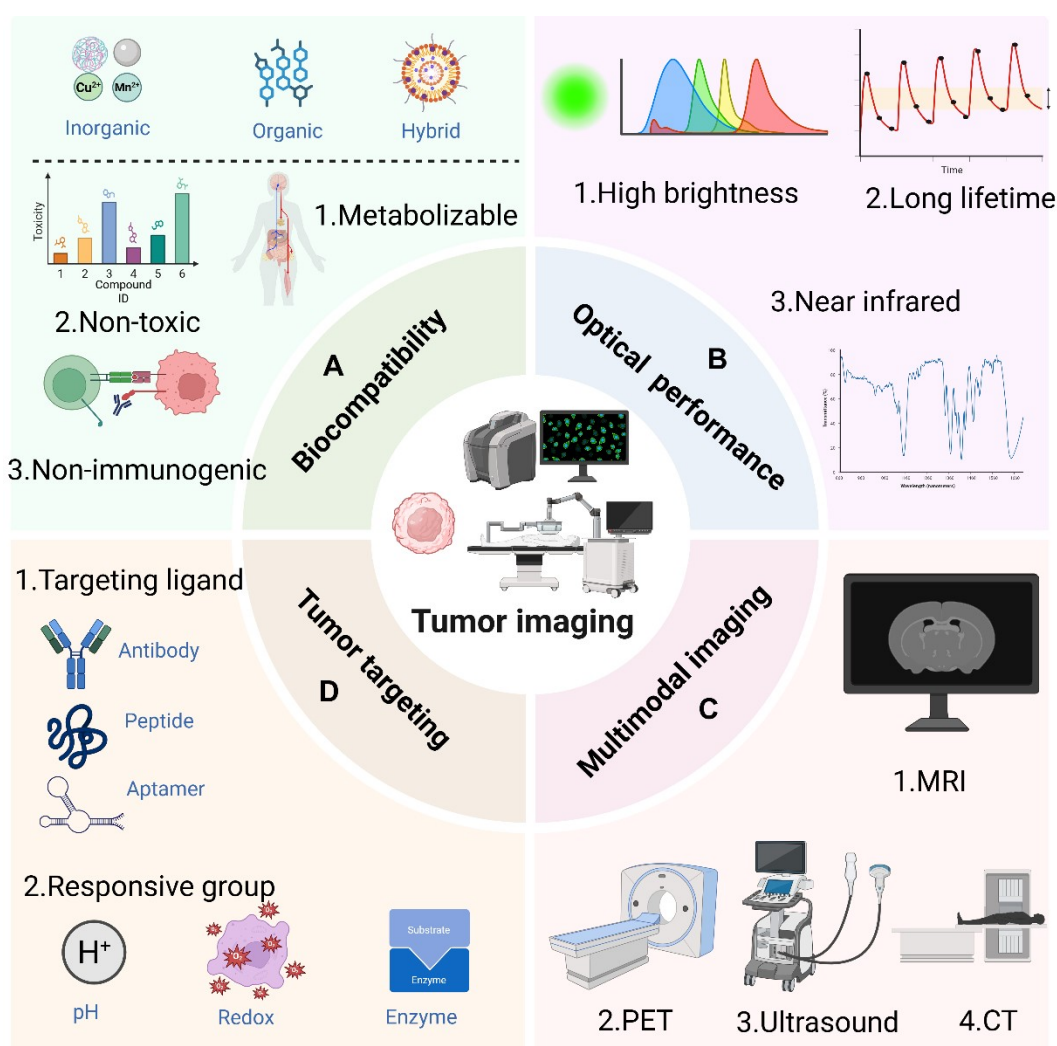 Cu²⁺
Mn²⁺
Inorganic
Organic
Hybrid
Toxicity
1 2 3 4 5 6
Compound
ID
1.Metabolizable
2.Non-toxic
3.Non-immunogenic
A
Biocompatibility
1.High brightness
Time
2.Long lifetime
3.Near infrared
Wavelength (nanometers)
B
Optical performance
Tumor imaging
1.Targeting ligand
Antibody
Peptide
Aptamer
2.Responsive group
H⁺
pH
Redox
Substrate
Enzyme
Enzyme
D
Tumor targeting
C
Multimodal imaging
1.MRI
2.PET
3.Ultrasound
4.CT